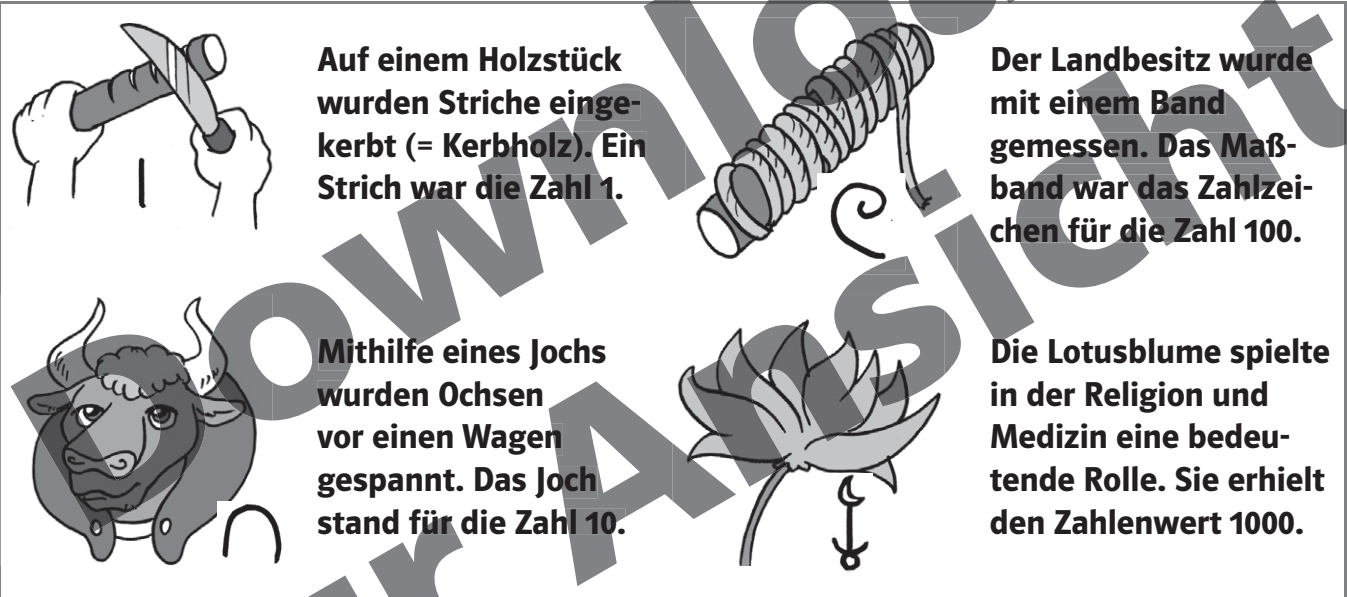 Auf einem Holzstück
wurden Striche einge-
kerbt (= Kerbholz). Ein
Strich war die Zahl 1.
Der Landbesitz wurde
mit einem Band
gemessen. Das Maß-
band war das Zahlzei-
chen für die Zahl 100.
Mithilfe eines Jochs
wurden Ochsen
vor einen Wagen
gespannt. Das Joch
stand für die Zahl 10.
Die Lotusblume spielte
in der Religion und
Medizin eine bedeu-
tende Rolle. Sie erhielt
den Zahlenwert 1000.
Ansicht